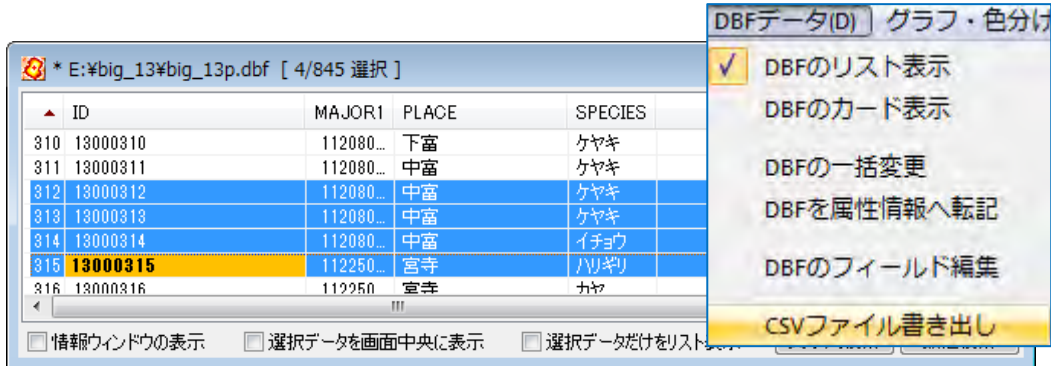 DBFデータ(D) グラフ・色分け
DBFのリスト表示
DBFのカード表示
DBFの一括変更
DBFを属性情報へ転記
DBFのフィールド編集
CSVファイル書き出し
* E:¥big_13¥big_13p.dbf [ 4/845 選択 ]
ID MAJOR1 PLACE SPECIES
310 13000310 112080... 下富 ケヤキ
311 13000311 112080... 中富 ケヤキ
312 13000312 112080... 中富 ケヤキ
313 13000313 112080... 中富 ケヤキ
314 13000314 112080... 中富 イチョウ
315 13000315 112250... 宮寺 ハリギリ
316 13000316 112250 宮寺 カヤ
情報ウィンドウの表示 選択データを画面中央に表示 選択データだけをリスト表示